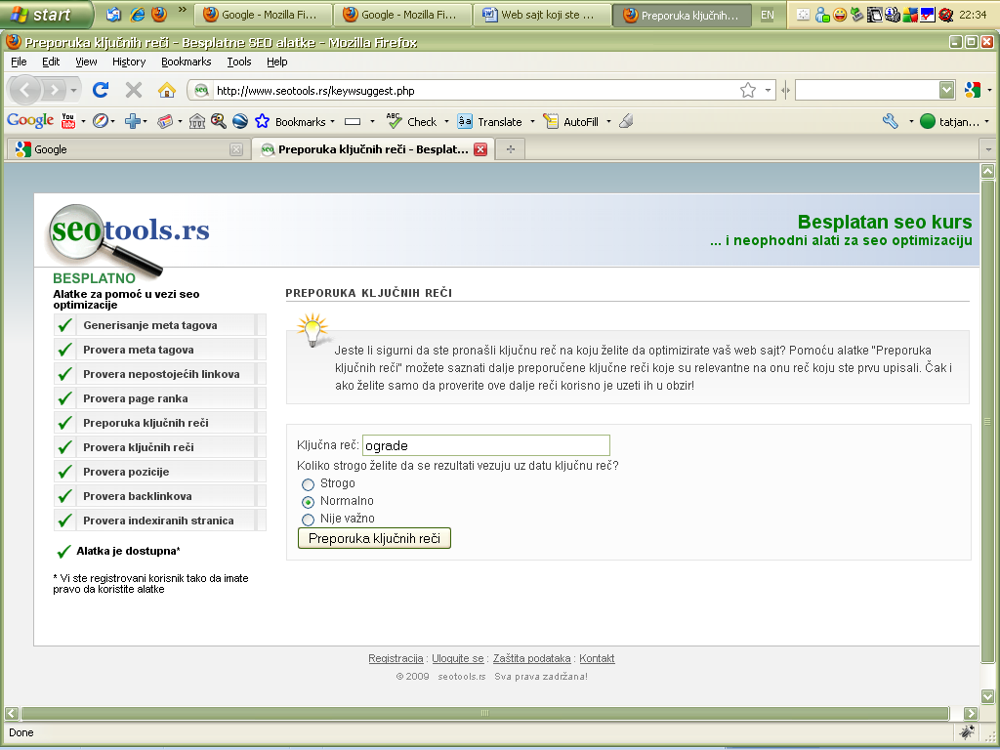 start
»
Google - Mozilla Fi...
Google - Mozilla Fi...
Web sajt koji ste ...
Preporuka ključnih...
EN
22:34
Preporuka ključnih reči - Besplatne SEO alatke - Mozilla Firefox
File Edit View History Bookmarks Tools Help
http://www.seotools.rs/keywsuggest.php
Google
You Tube
Bookmarks
ABC Check
Translate
AutoFill
tatjan...
Google
Preporuka ključnih reči - Besplat...
seotools.rs
Besplatan seo kurs
... i neophodni alati za seo optimizaciju
BESPLATNO
Alatke za pomoć u vezi seo
optimizacije
Generisanje meta tagova
Provera meta tagova
Provera nepostojećih linkova
Provera page ranka
Preporuka ključnih reči
Provera ključnih reči
Provera pozicije
Provera backlinkova
Provera indexiranih stranica
Alatka je dostupna*
* Vi ste registrovani korisnik tako da imate
pravo da koristite alatke
PREPORUKA KLJUČNIH REČI
Jeste li sigurni da ste pronašli ključnu reč na koju želite da optimizirate vaš web sajt? Pomoću alatke "Preporuka
ključnih reči" možete saznati dalje preporučene ključne reči koje su relevantne na onu reč koju ste prvu upisali. Čak i
ako želite samo da proverite ove dalje reči korisno je uzeti ih u obzir!
Ključna reč: ograde
Koliko strogo želite da se rezultati vezuju uz datu ključnu reč?
Strogo
Normalno
Nije važno
Preporuka ključnih reči
Registracija : Ulogujte se : Zaštita podataka : Kontakt
© 2009 seotools.rs Sva prava zadržana!
Done